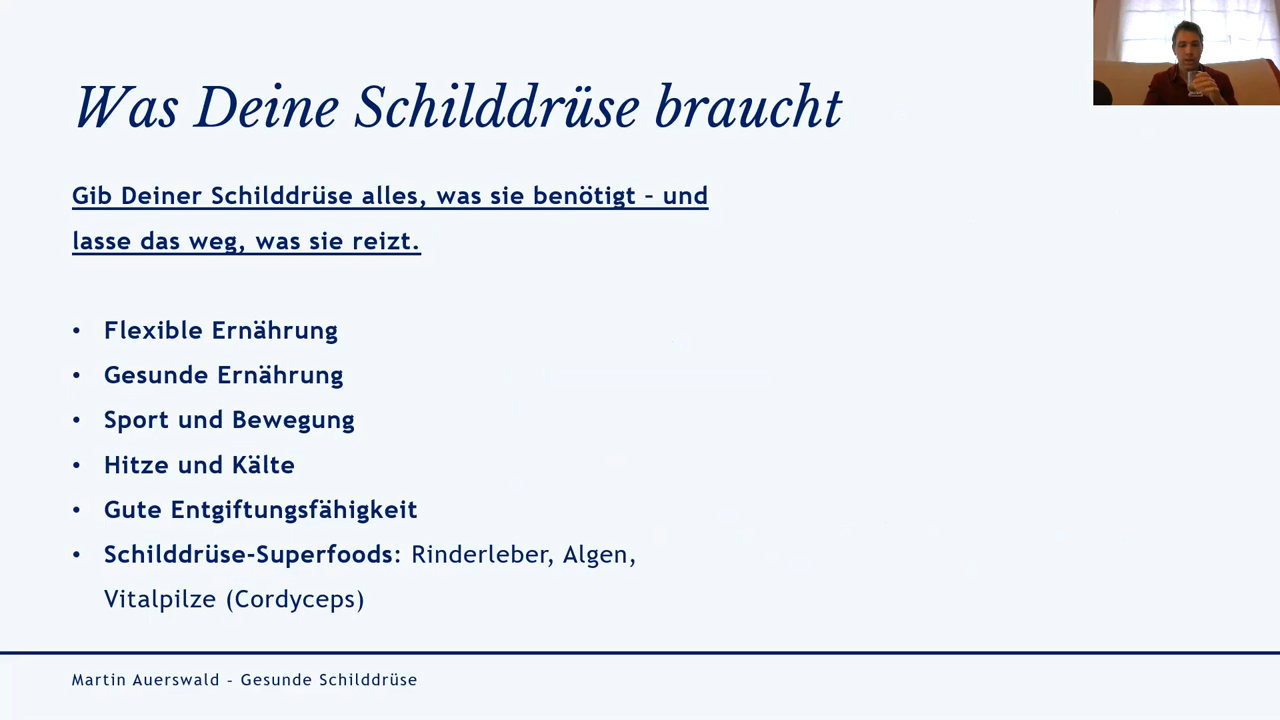 Was Deine Schilddrüse braucht
Gib Deiner Schilddrüse alles, was sie benötigt – und
lasse das weg, was sie reizt.
• Flexible Ernährung
• Gesunde Ernährung
• Sport und Bewegung
• Hitze und Kälte
• Gute Entgiftungsfähigkeit
• Schilddrüse-Superfoods: Rinderleber, Algen,
Vitalpilze (Cordyceps)
Martin Auerswald – Gesunde Schilddrüse